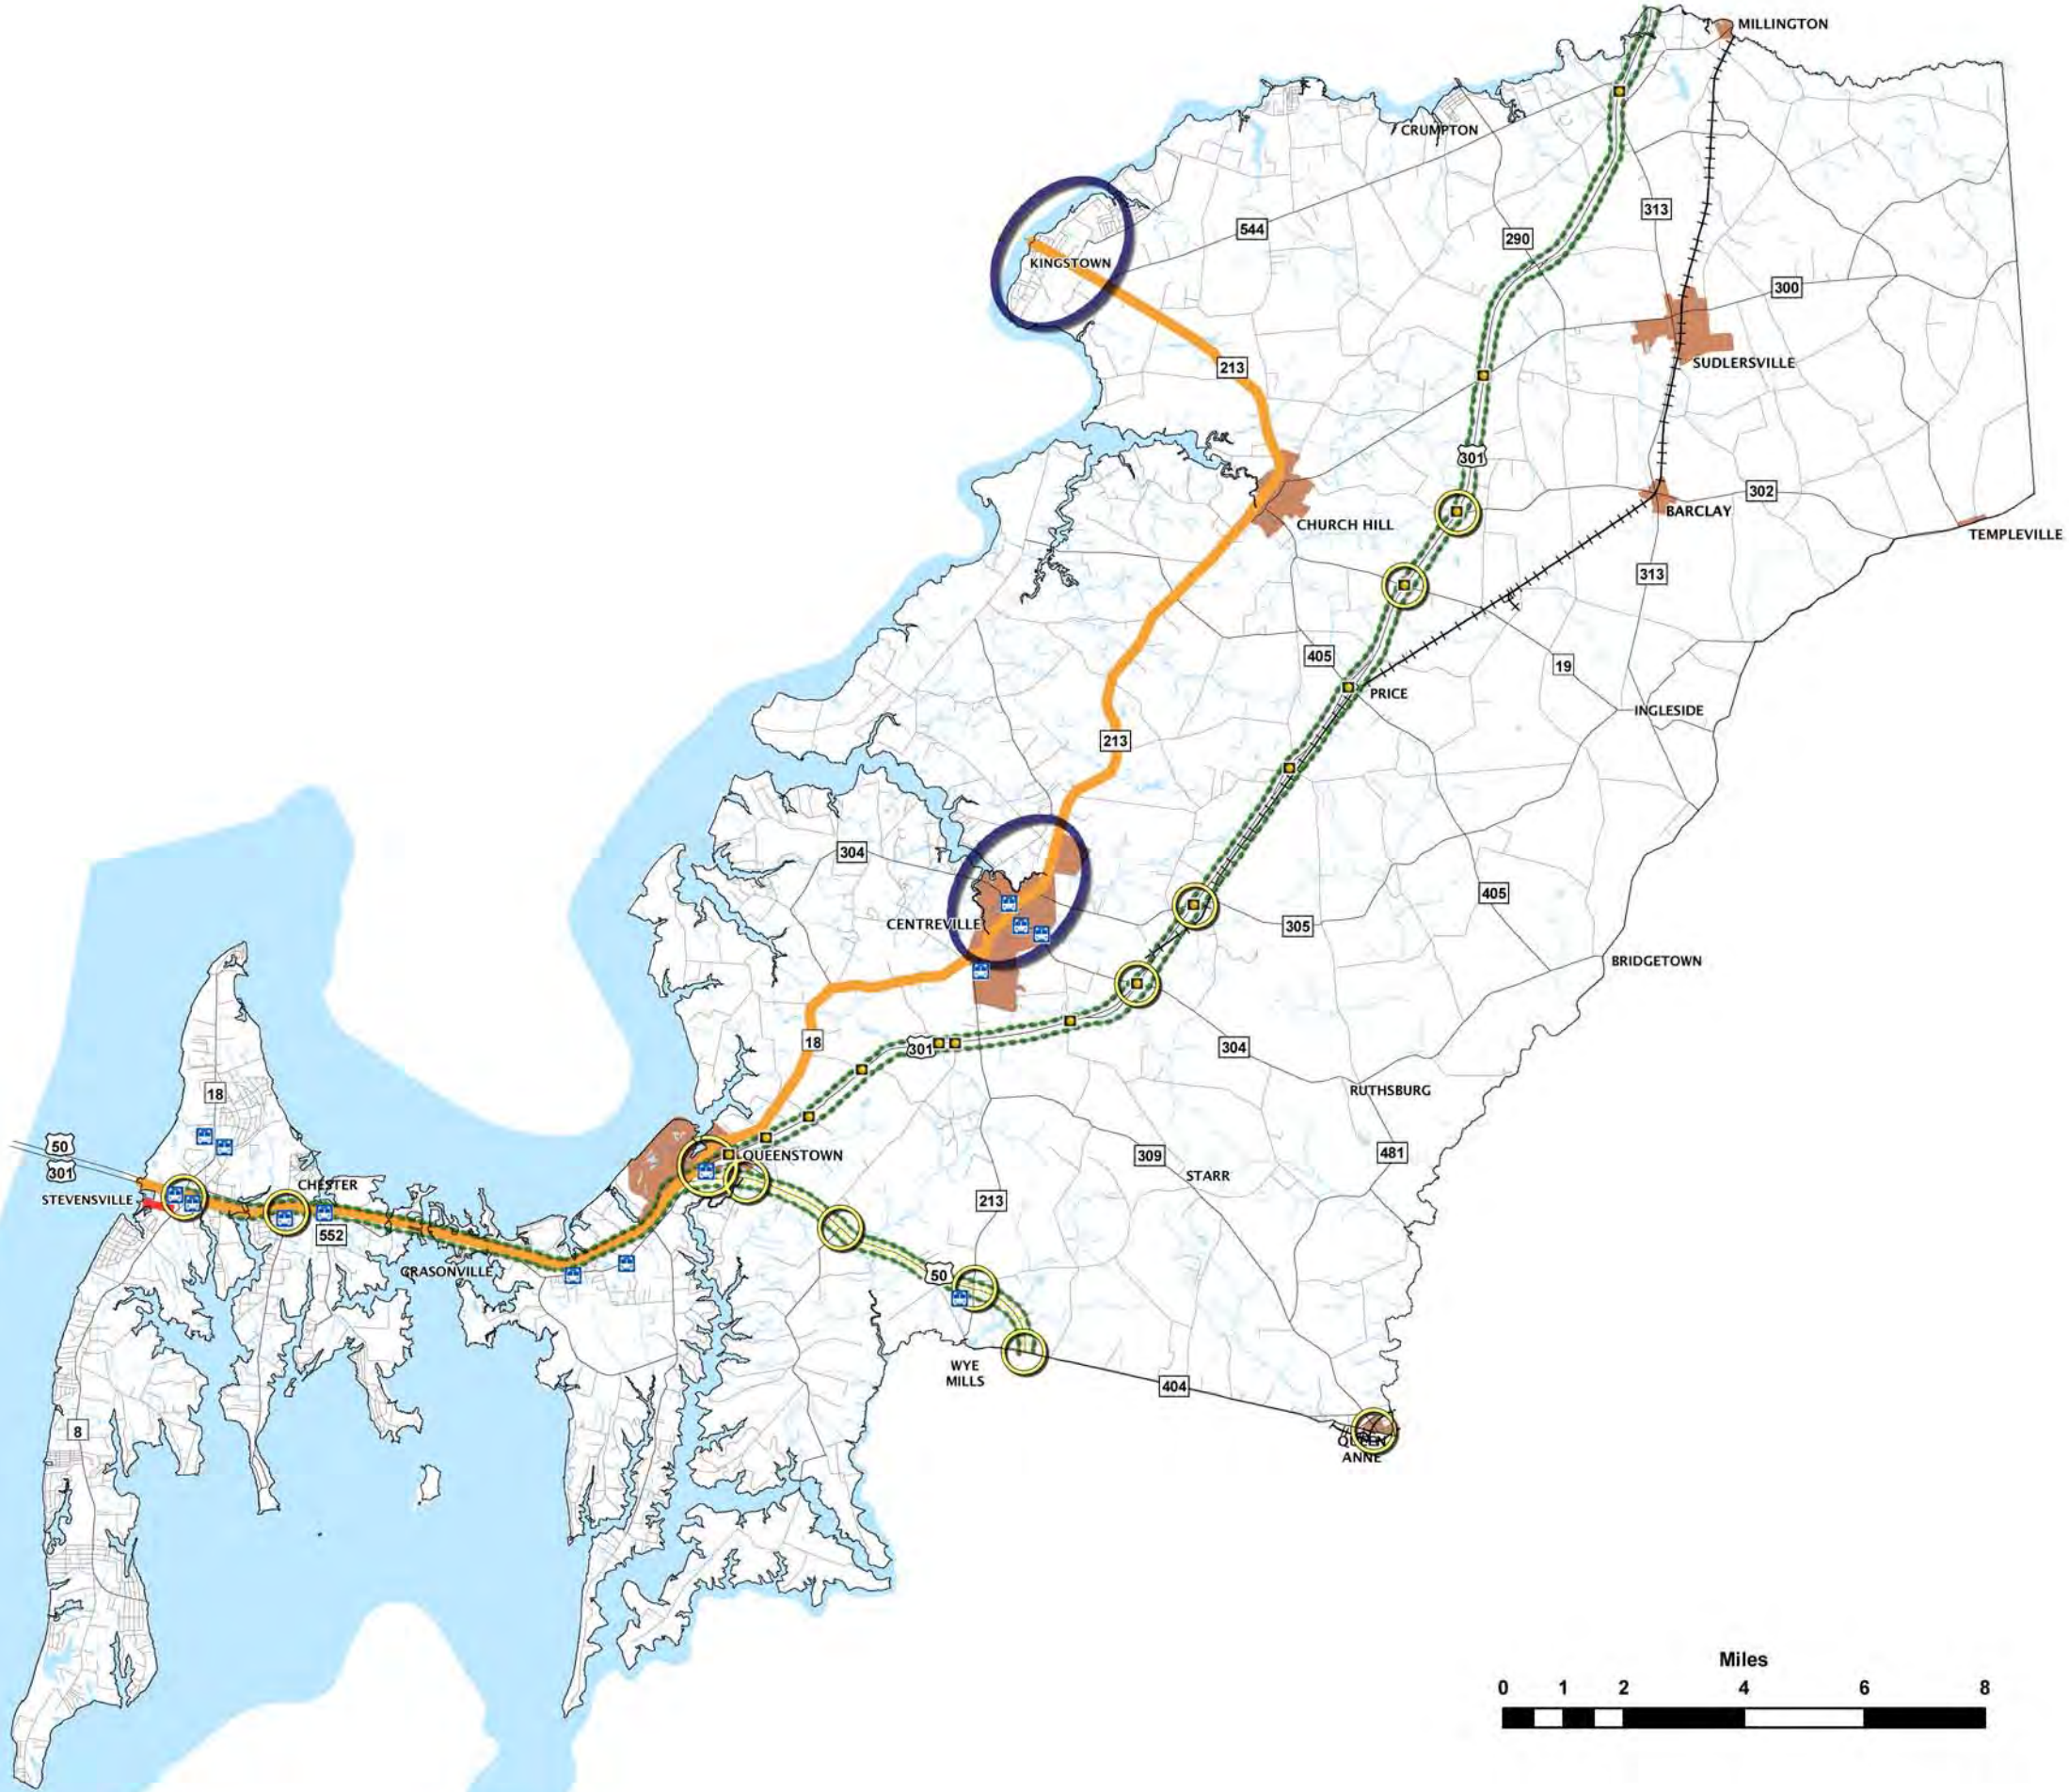 MILLINGTON
CRUMPTON
313
544
290
KINGSTOWN
300
213
SUDLERSVILLE
301
302
BARCLAY
CHURCH HILL
TEMPLEVILLE
313
405
19
PRICE
INGLESIDE
213
304
405
CENTREVILLE
305
BRIDGETOWN
18
301
304
RUTHSBURG
18
50
301
QUEENSTOWN
309
481
STARR
CHESTER
STEVENSVILLE
213
552
GRASONVILLE
50
WYE
MILLS
404
8
QUEEN
ANNE
Miles
0 1 2 4 6 8